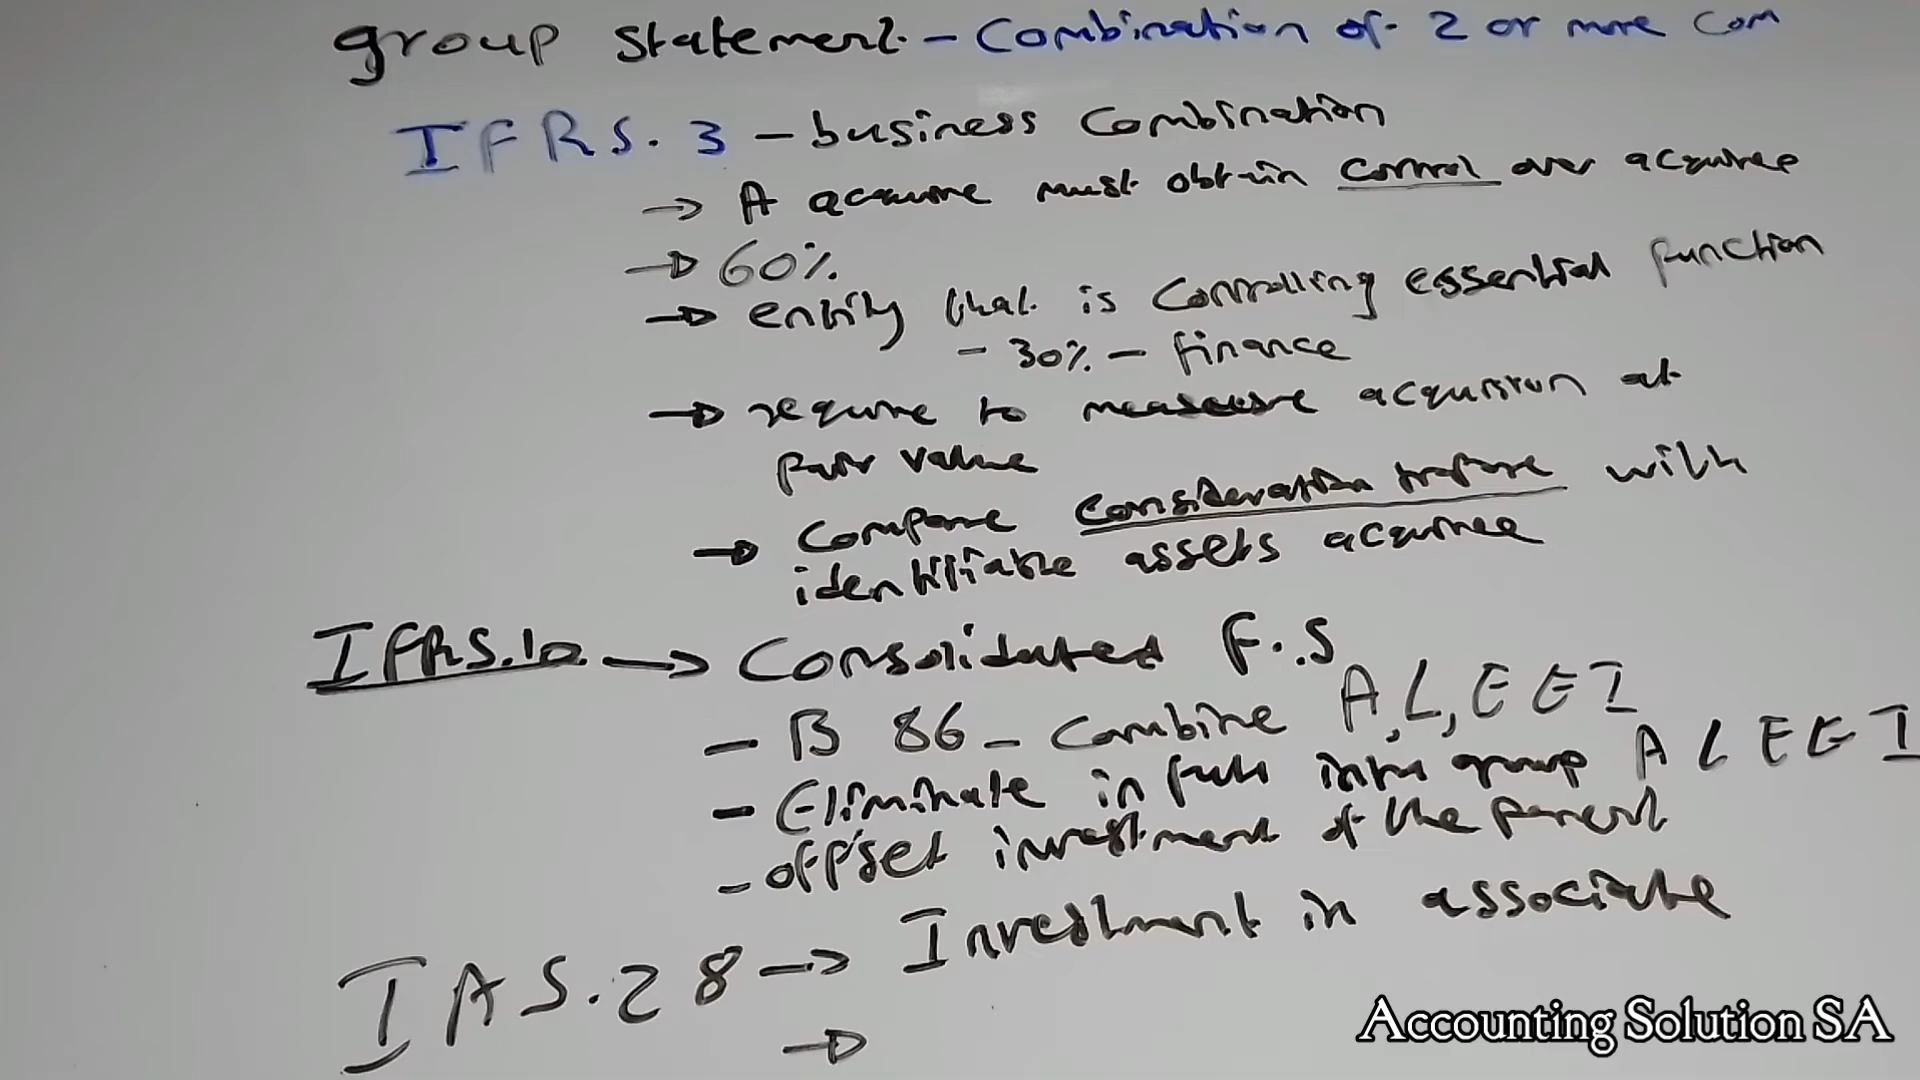 group statement - Combination of 2 or more com
IFRS. 3 - business Combination
→ A acquire must obtain control over acquiree
→ 60%
→ entity that is Controlling essential function
- 30% - finance
→ require to measure acquisition at
fair value
→ Compare Consideration transfere with
identifiable assets acquiree
IFRS.10 → Consolidated F.S
- B 86 - Combine A, L, E E I
- Eliminate in full intra group A L E E I
- offset investment of the parent
IAS.28 → Investment in associate
→
Accounting Solution SA